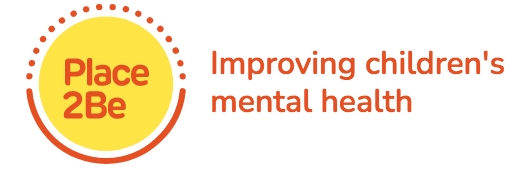 Place
2Be
Improving children's
mental health